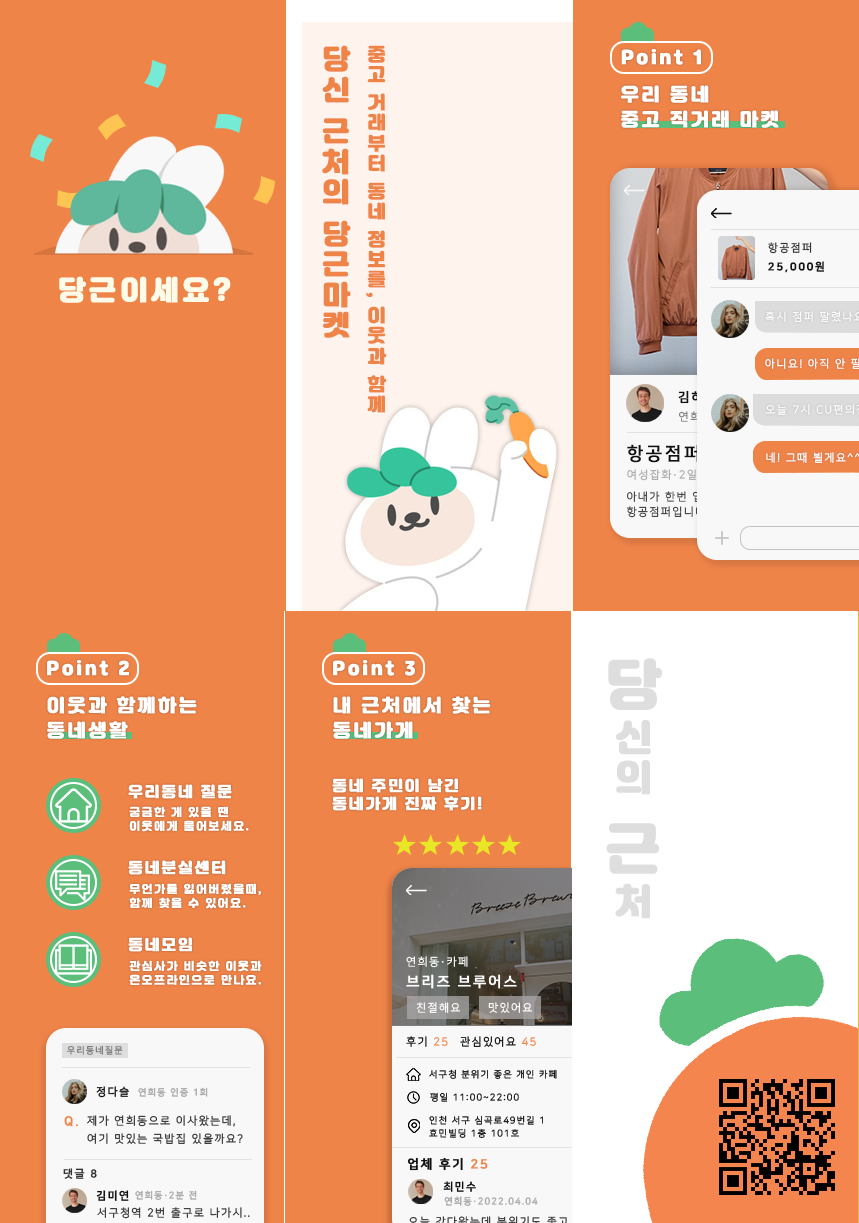 당근이세요?
당신 근처의 당근마켓
중고 거래부터 동네 정보를, 이웃과 함께
Point 1
우리 동네
중고 직거래 마켓
항공점퍼
25,000원
혹시 점퍼 팔렸나요
아니요! 아직 안
오늘 7시 CU편의
네! 그때 뵐게요^^
연희
항공점퍼
여성잡화·2일
아내가 한번
항공점퍼입니
Point 2
이웃과 함께하는
동네생활
우리동네 질문
궁금한 게 있을 땐
이웃에게 물어보세요.
동네분실센터
무언가를 잃어버렸을때,
함께 찾을 수 있어요.
동네모임
관심사가 비슷한 이웃과
온오프라인으로 만나요.
우리동네질문
정다슬 연희동 인증 1회
Q. 제가 연희동으로 이사왔는데,
여기 맛있는 국밥집 있을까요?
댓글 8
김미연 연희동·2분 전
서구청역 2번 출구로 나가시..
Point 3
내 근처에서 찾는
동네가게
동네 주민이 남긴
동네가게 진짜 후기!
연희동·카페
브리즈 브루어스
친절해요 맛있어요
후기 25 관심있어요 45
서구청 분위기 좋은 개인 카페
평일 11:00~22:00
인천 서구 심곡로49번길 1
효민빌딩 1층 101호
업체 후기 25
최민수
연희동·2022.04.04
오늘 갔다왔는데 분위기도 좋고
당신의 근처